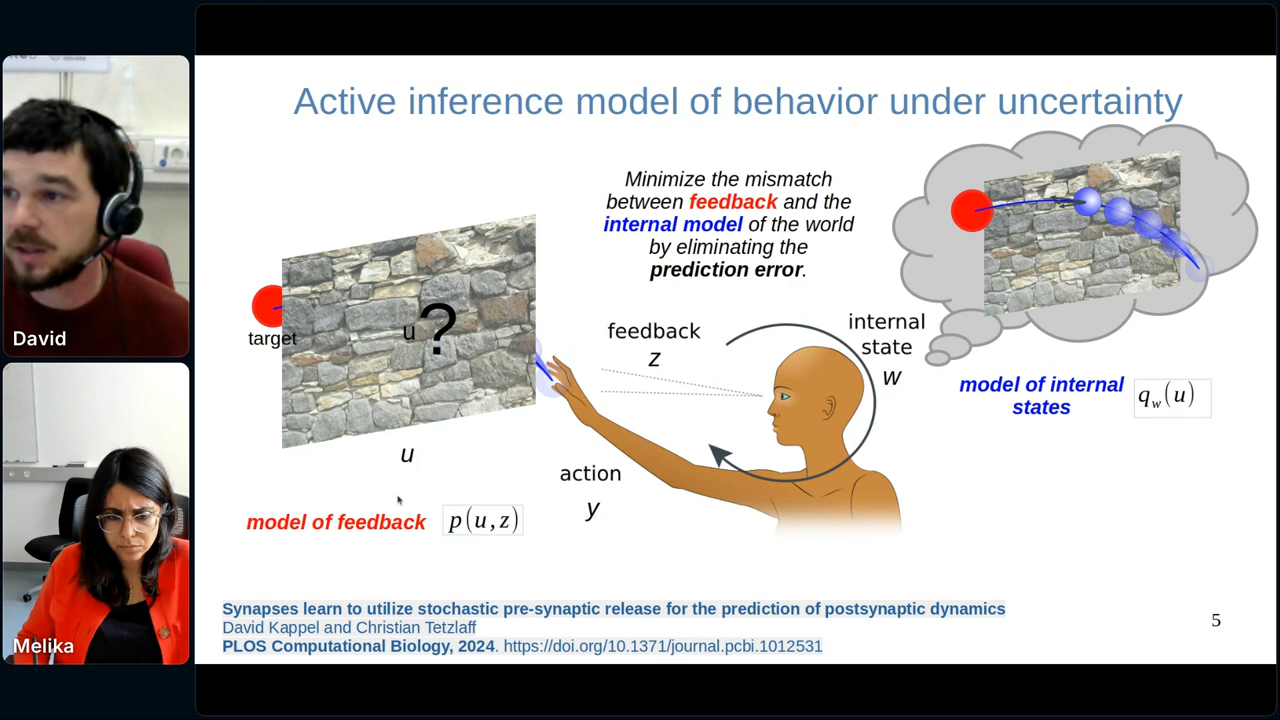 Active inference model of behavior under uncertainty
Minimize the mismatch
between feedback and the
internal model of the world
by eliminating the
prediction error.
target
u
?
feedback
z
internal
state
w
model of internal
states
q_w(u)
u
action
y
model of feedback
p(u,z)
Synapses learn to utilize stochastic pre-synaptic release for the prediction of postsynaptic dynamics
David Kappel and Christian Tetzlaff
PLOS Computational Biology, 2024. https://doi.org/10.1371/journal.pcbi.1012531
5
David
Melika